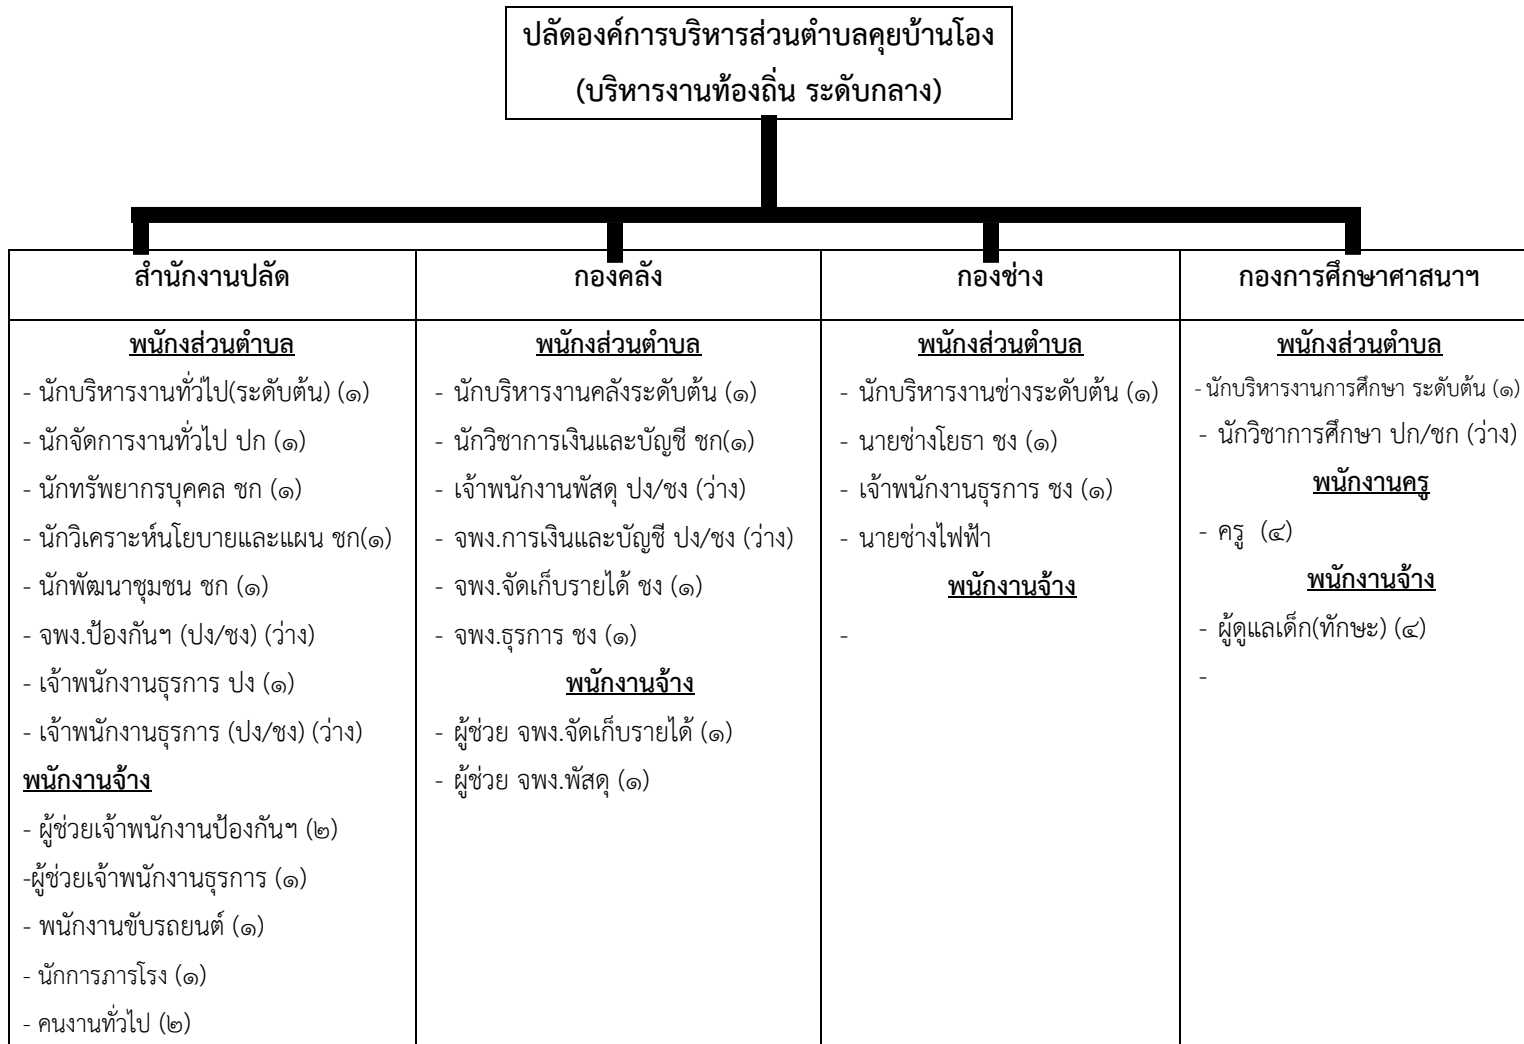 ปลัดองค์การบริหารส่วนตำบลคุยบ้านโอง
(บริหารงานท้องถิ่น ระดับกลาง)
สำนักงานปลัด
พนักงส่วนตำบล
- นักบริหารงานทั่วไป(ระดับต้น) (๑)
- นักจัดการงานทั่วไป ปก (๑)
- นักทรัพยากรบุคคล ชก (๑)
- นักวิเคราะห์นโยบายและแผน ชก(๑)
- นักพัฒนาชุมชน ชก (๑)
- จพง.ป้องกันฯ (ปง/ชง) (ว่าง)
- เจ้าพนักงานธุรการ ปง (๑)
- เจ้าพนักงานธุรการ (ปง/ชง) (ว่าง)
พนักงานจ้าง
- ผู้ช่วยเจ้าพนักงานป้องกันฯ (๒)
-ผู้ช่วยเจ้าพนักงานธุรการ (๑)
- พนักงานขับรถยนต์ (๑)
- นักการภารโรง (๑)
- คนงานทั่วไป (๒)
กองคลัง
พนักงส่วนตำบล
- นักบริหารงานคลังระดับต้น (๑)
- นักวิชาการเงินและบัญชี ชก(๑)
- เจ้าพนักงานพัสดุ ปง/ชง (ว่าง)
- จพง.การเงินและบัญชี ปง/ชง (ว่าง)
- จพง.จัดเก็บรายได้ ชง (๑)
- จพง.ธุรการ ชง (๑)
พนักงานจ้าง
- ผู้ช่วย จพง.จัดเก็บรายได้ (๑)
- ผู้ช่วย จพง.พัสดุ (๑)
กองช่าง
พนักงส่วนตำบล
- นักบริหารงานช่างระดับต้น (๑)
- นายช่างโยธา ชง (๑)
- เจ้าพนักงานธุรการ ชง (๑)
- นายช่างไฟฟ้า
พนักงานจ้าง
-
กองการศึกษาศาสนาฯ
พนักงส่วนตำบล
- นักบริหารงานการศึกษา ระดับต้น (๑)
- นักวิชาการศึกษา ปก/ชก (ว่าง)
พนักงานครู
- ครู (๔)
พนักงานจ้าง
- ผู้ดูแลเด็ก(ทักษะ) (๔)
-